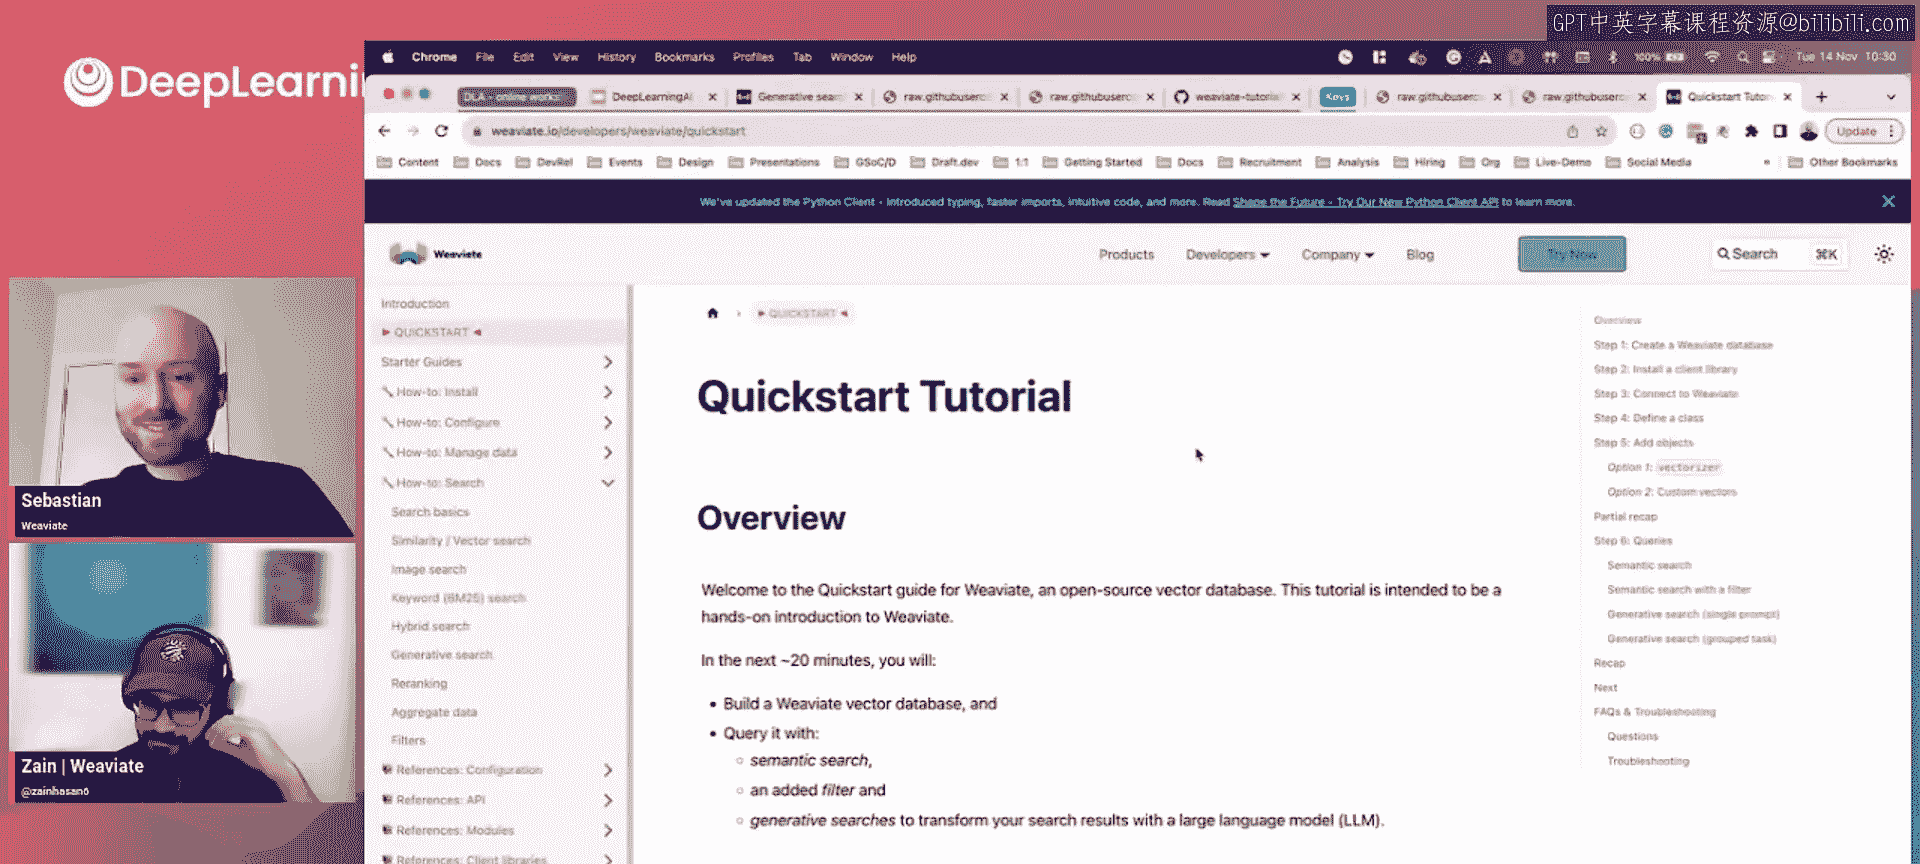 GPT中英字幕课程资源@bilibili.com
DeepLearni
Chrome File Edit View History Bookmarks Profiles Tab Window Help
100%
Tue 14 Nov 10:30
DeepLearningAI
Generative sear
raw.githubuserc
raw.githubuserc
weaviate-tutorial
Keys
raw.githubuserc
raw.githubuserc
Quickstart Tutor
weaviate.io/developers/weaviate/quickstart
Update
Content Docs DevRel Events Design Presentations GSoC/D Draft.dev 1:1 Getting Started Docs Recruitment Analysis Hiring Org Live-Demo Social Media » Other Bookmarks
We've updated the Python Client - Introduced typing, faster imports, intuitive code, and more. Read Shape the Future - Try Our New Python Client API to learn more.
Weaviate
Products Developers Company Blog Try Now Search ⌘K
Introduction
QUICKSTART
Starter Guides
How-to: Install
How-to: Configure
How-to: Manage data
How-to: Search
Search basics
Similarity / Vector search
Image search
Keyword (BM25) search
Hybrid search
Generative search
Reranking
Aggregate data
Filters
References: Configuration
References: API
References: Modules
References: Client libraries
QUICKSTART
Quickstart Tutorial
Overview
Welcome to the Quickstart guide for Weaviate, an open-source vector database. This tutorial is intended to be a
hands-on introduction to Weaviate.
In the next ~20 minutes, you will:
• Build a Weaviate vector database, and
• Query it with:
semantic search,
an added filter and
generative searches to transform your search results with a large language model (LLM).
Overview
Step 1: Create a Weaviate database
Step 2: Install a client library
Step 3: Connect to Weaviate
Step 4: Define a class
Step 5: Add objects
Option 1: vectorizer
Option 2: Custom vectors
Partial recap
Step 6: Queries
Semantic search
Semantic search with a filter
Generative search (single prompt)
Generative search (grouped task)
Recap
Next
FAQs & Troubleshooting
Questions
Troubleshooting
Sebastian
Weaviate
Zain | Weaviate
@zainhasan6